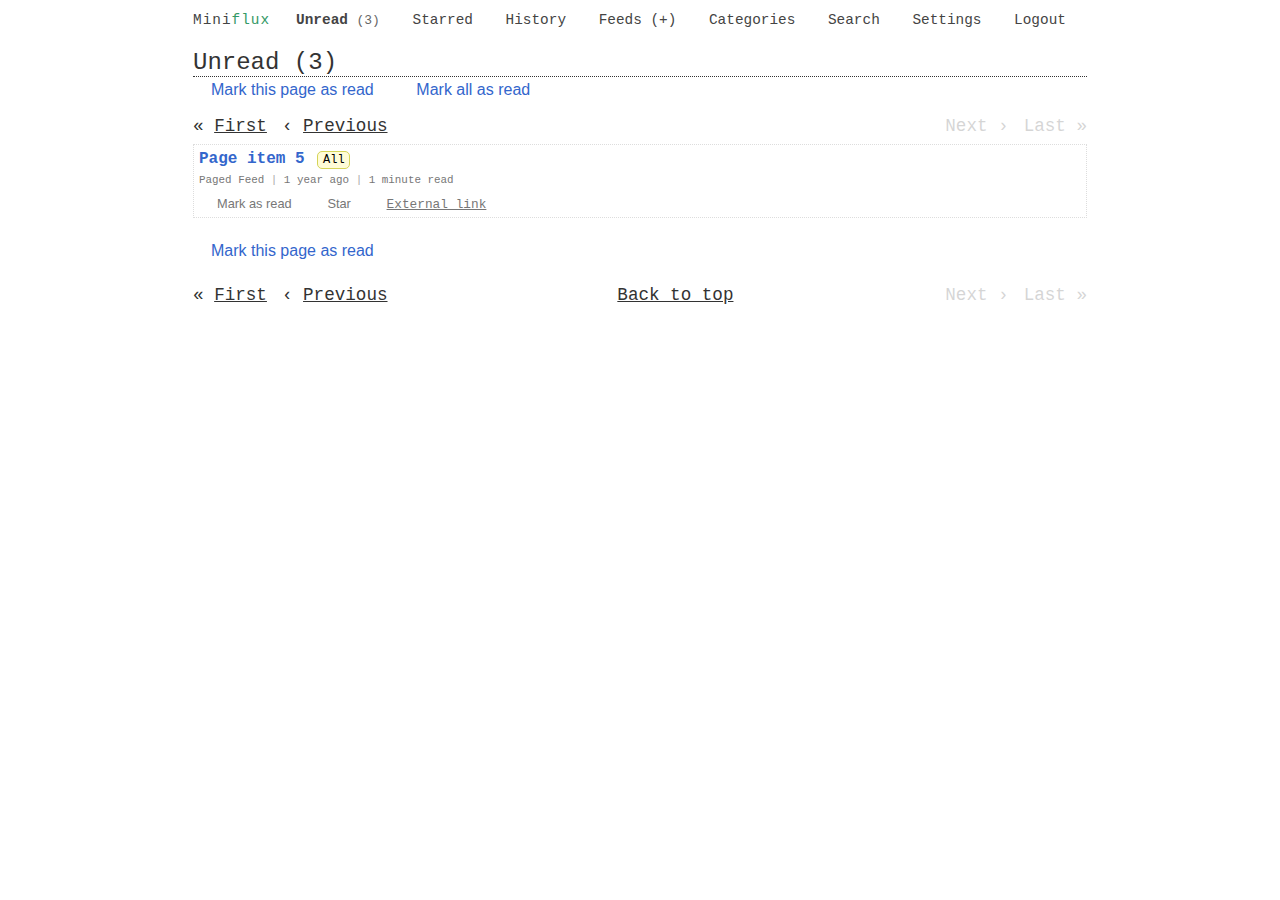 Miniflux Unread (3) Starred History Feeds (+) Categories Search Settings Logout
Unread (3)
Mark this page as read Mark all as read
« First ‹ Previous Next › Last »
Page item 5 All
Paged Feed | 1 year ago | 1 minute read
Mark as read Star External link
Mark this page as read
« First ‹ Previous Back to top Next › Last »